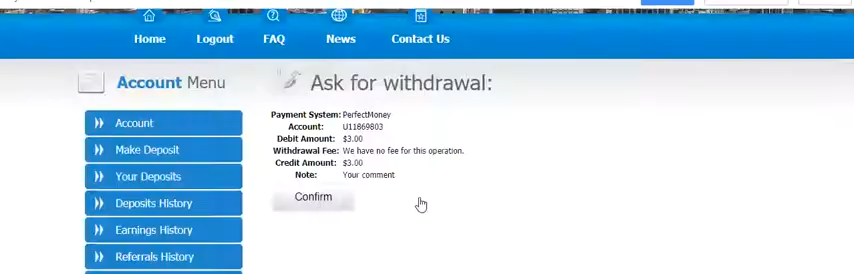 Home Logout FAQ News Contact Us
Account Menu
Account
Make Deposit
Your Deposits
Deposits History
Earnings History
Referrals History
Ask for withdrawal:
Payment System: PerfectMoney
Account: U11869803
Debit Amount: $3.00
Withdrawal Fee: We have no fee for this operation.
Credit Amount: $3.00
Note: Your comment
Confirm